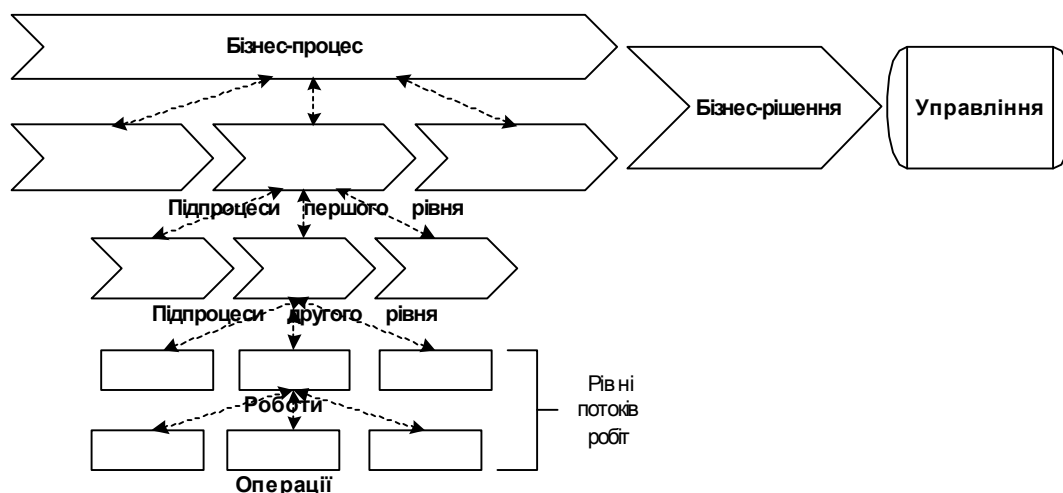 Бізнес-процес
Бізнес-рішення
Управління
Підпроцеси першого рівня
Підпроцеси другого рівня
Рівні
потоків
робіт
Роботи
Операції